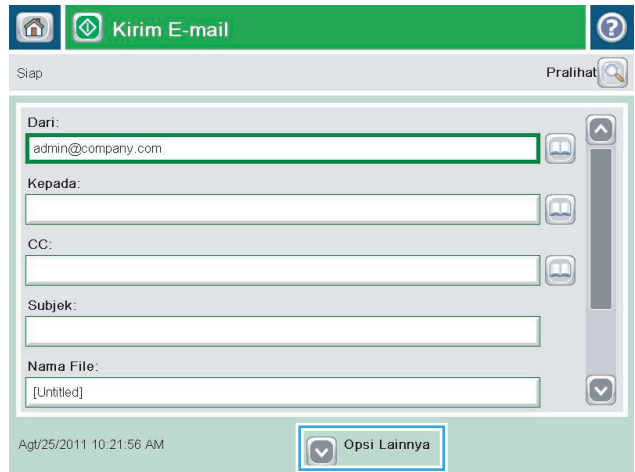 Kirim E-mail
Siap
Pralihat
Dari:
admin@company.com
Kepada:
CC:
Subjek:
Nama File:
[Untitled]
Agt/25/2011 10:21:56 AM
Opsi Lainnya